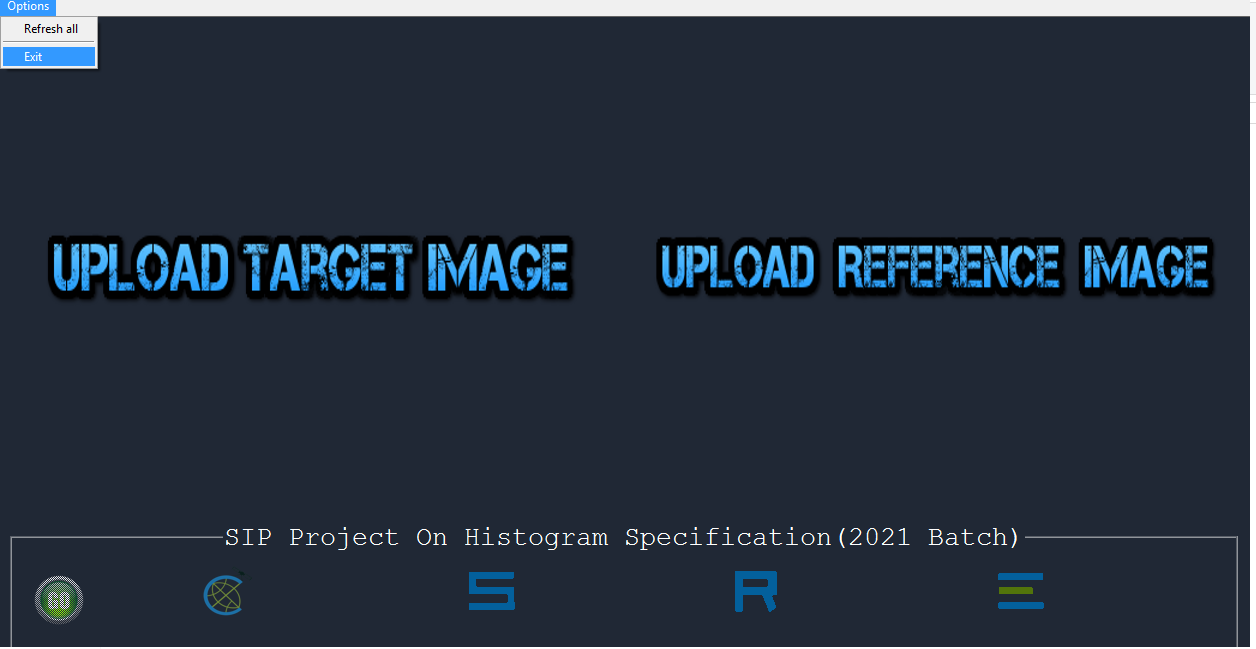 Options
Refresh all
Exit
UPLOAD TARGET IMAGE
UPLOAD REFERENCE IMAGE
SIP Project On Histogram Specification(2021 Batch)
C S R E